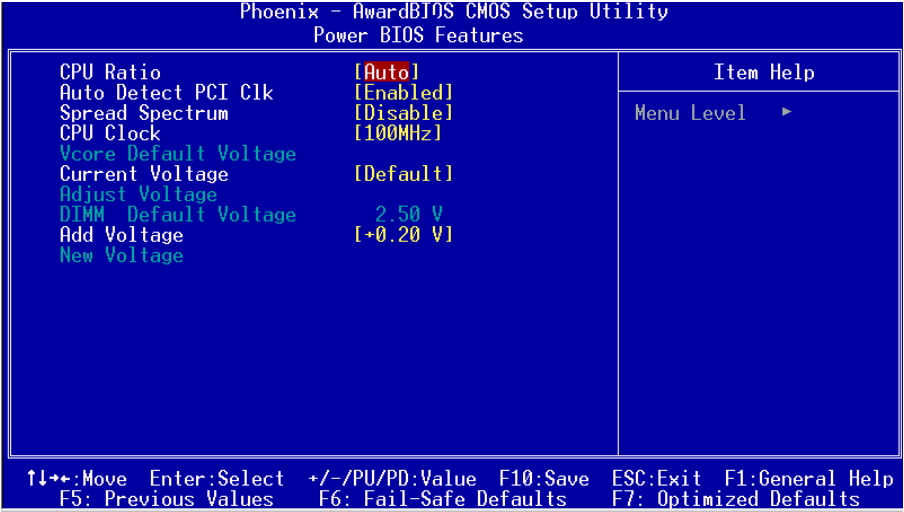 Phoenix - AwardBIOS CMOS Setup Utility
Power BIOS Features
CPU Ratio [Auto]
Auto Detect PCI Clk [Enabled]
Spread Spectrum [Disable]
CPU Clock [100MHz]
Vcore Default Voltage
Current Voltage [Default]
Adjust Voltage
DIMM Default Voltage 2.50 V
Add Voltage [+0.20 V]
New Voltage
Item Help
Menu Level ►
↑↓→←:Move Enter:Select +/-/PU/PD:Value F10:Save ESC:Exit F1:General Help
F5: Previous Values F6: Fail-Safe Defaults F7: Optimized Defaults